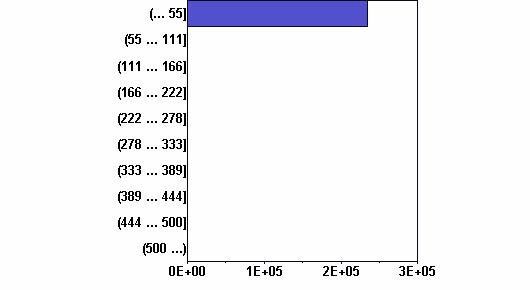 (... 55]
(55 ... 111]
(111 ... 166]
(166 ... 222]
(222 ... 278]
(278 ... 333]
(333 ... 389]
(389 ... 444]
(444 ... 500]
(500 ...)
0E+00 1E+05 2E+05 3E+05